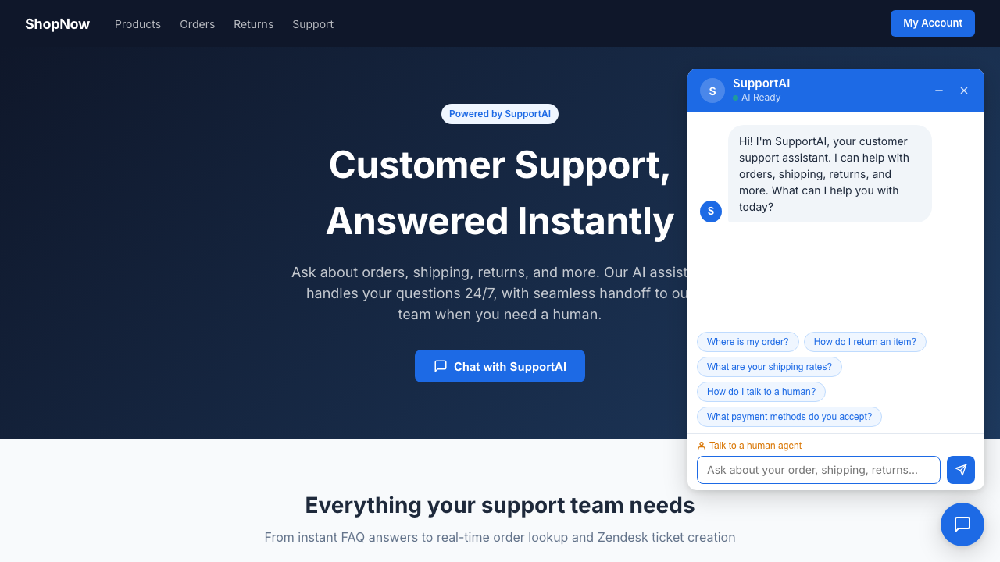 ShopNow
Products
Orders
Returns
Support
My Account
Powered by SupportAI
Customer Support,
Answered Instantly
Ask about orders, shipping, returns, and more. Our AI
handles your questions 24/7, with seamless handoff to
team when you need a human.
Chat with SupportAI
Everything your support team needs
From instant FAQ answers to real-time order lookup and Zendesk ticket creation
S
SupportAI
AI Ready
Hi! I'm SupportAI, your customer
support assistant. I can help with
orders, shipping, returns, and
more. What can I help you with
today?
S
Where is my order?
How do I return an item?
What are your shipping rates?
How do I talk to a human?
What payment methods do you accept?
Talk to a human agent
Ask about your order, shipping, returns...